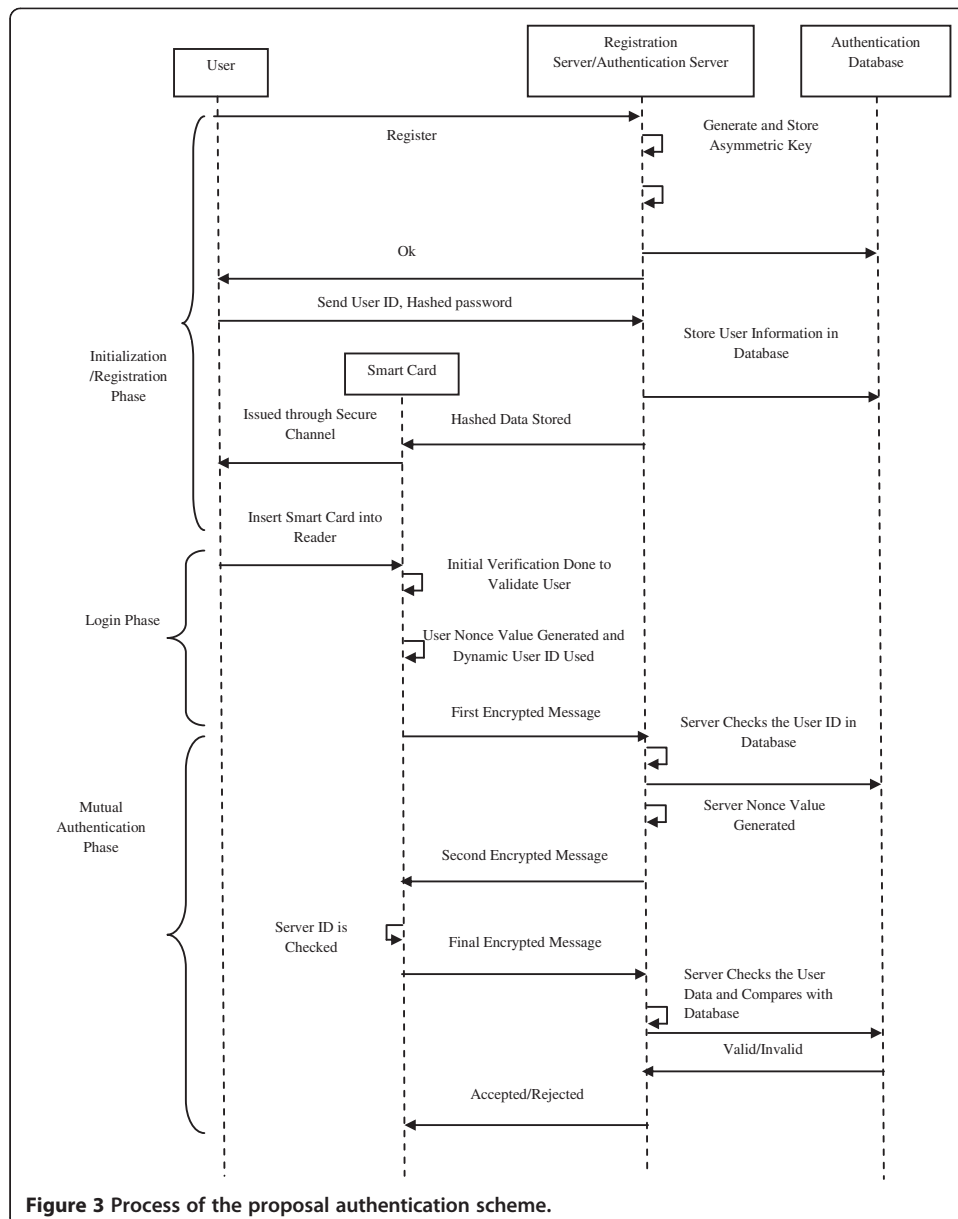 User
Registration
Server/Authentication Server
Authentication
Database
Register
Generate and Store
Asymmetric Key
Ok
Send User ID, Hashed password
Store User Information in
Database
Initialization
/Registration
Phase
Smart Card
Issued through Secure
Channel
Hashed Data Stored
Insert Smart Card into
Reader
Initial Verification Done to
Validate User
Login Phase
User Nonce Value Generated and
Dynamic User ID Used
First Encrypted Message
Server Checks the User ID in
Database
Mutual
Authentication
Phase
Server Nonce Value
Generated
Second Encrypted Message
Server ID is
Checked
Final Encrypted Message
Server Checks the User
Data and Compares with
Database
Valid/Invalid
Accepted/Rejected
Figure 3 Process of the proposal authentication scheme.